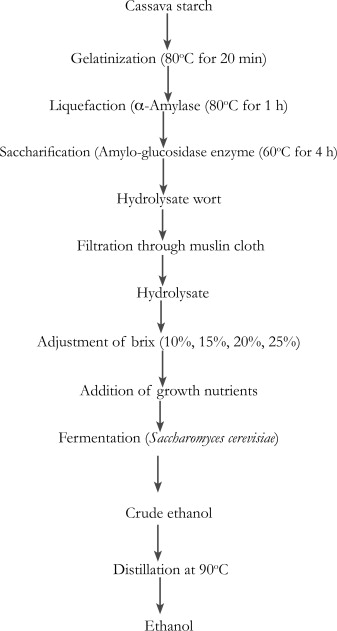 Cassava starch
Gelatinization (80°C for 20 min)
Liquefaction (α-Amylase (80°C for 1 h)
Saccharification (Amylo-glucosidase enzyme (60°C for 4 h)
Hydrolysate wort
Filtration through muslin cloth
Hydrolysate
Adjustment of brix (10%, 15%, 20%, 25%)
Addition of growth nutrients
Fermentation (Saccharomyces cerevisiae)
Crude ethanol
Distillation at 90°C
Ethanol